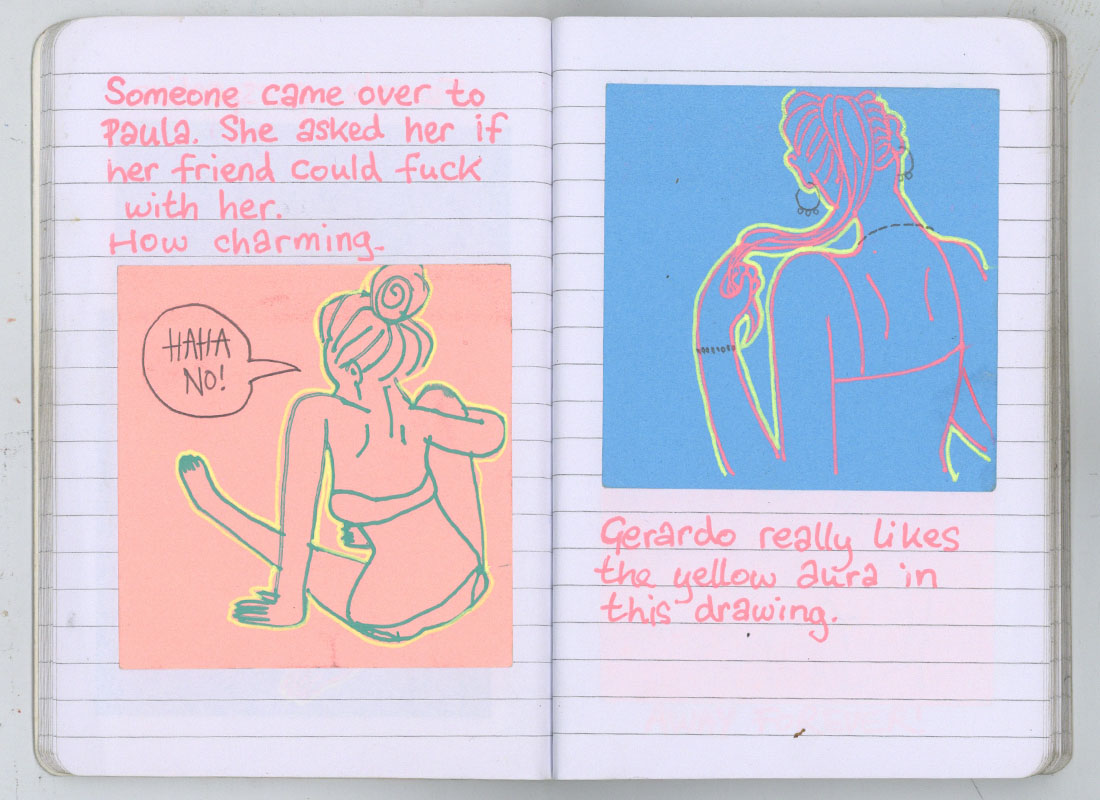 Someone came over to
Paula. She asked her if
her friend could fuck
with her.
How charming.
HAHA
NO!
Gerardo really likes
the yellow aura in
this drawing.